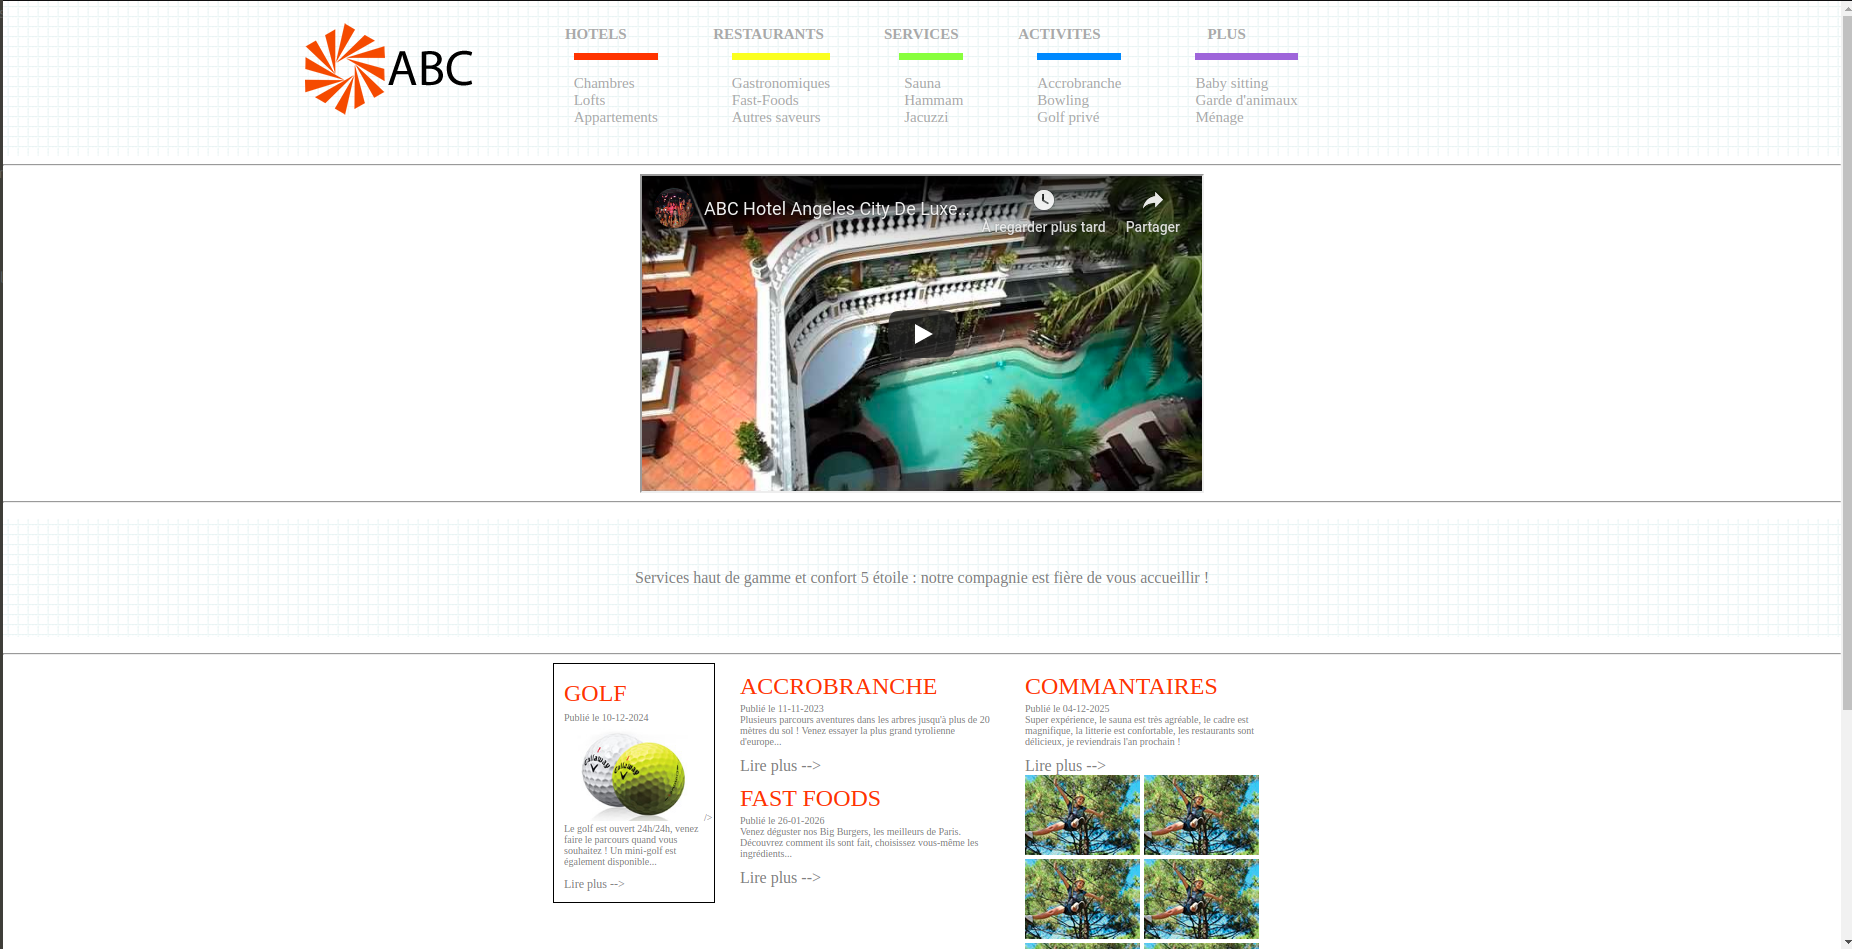 ABC
HOTELS
RESTAURANTS
SERVICES
ACTIVITES
PLUS
Chambres
Lofts
Appartements
Gastronomiques
Fast-Foods
Autres saveurs
Sauna
Hammam
Jacuzzi
Accrobranche
Bowling
Golf privé
Baby sitting
Garde d'animaux
Ménage
ABC Hotel Angeles City De Luxe...
À regarder plus tard
Partager
Services haut de gamme et confort 5 étoile : notre compagnie est fière de vous accueillir !
GOLF
Publié le 10-12-2024
Callaway
Callaway
/>
Le golf est ouvert 24h/24h, venez
faire le parcours quand vous
souhaitez ! Un mini-golf est
également disponible...
Lire plus -->
ACCROBRANCHE
Publié le 11-11-2023
Plusieurs parcours aventures dans les arbres jusqu'à plus de 20
mètres du sol ! Venez essayer la plus grand tyrolienne
d'europe...
Lire plus -->
FAST FOODS
Publié le 26-01-2026
Venez déguster nos Big Burgers, les meilleurs de Paris.
Découvrez comment ils sont fait, choisissez vous-même les
ingrédients...
Lire plus -->
COMMANTAIRES
Publié le 04-12-2025
Super expérience, le sauna est très agréable, le cadre est
magnifique, la litterie est confortable, les restaurants sont
délicieux, je reviendrais l'an prochain !
Lire plus -->